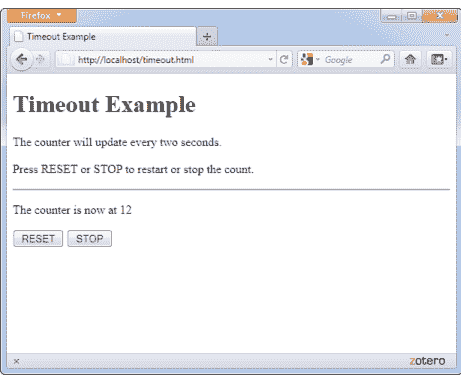 Firefox
Timeout Example
http://localhost/timeout.html
Google
Timeout Example
The counter will update every two seconds.
Press RESET or STOP to restart or stop the count.
The counter is now at 12
RESET STOP
× zotero